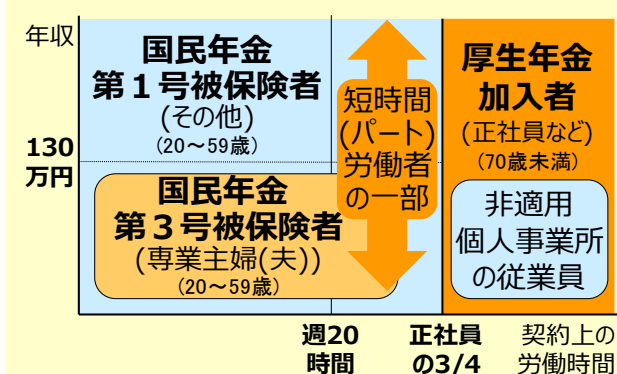 年収
130
万円
国民年金
第１号被保険者
(その他)
(20～59歳)
国民年金
第３号被保険者
(専業主婦(夫))
(20～59歳)
短時間
(パート)
労働者
の一部
厚生年金
加入者
(正社員など)
(70歳未満)
非適用
個人事業所
の従業員
週20
時間
正社員
の3/4
契約上の
労働時間